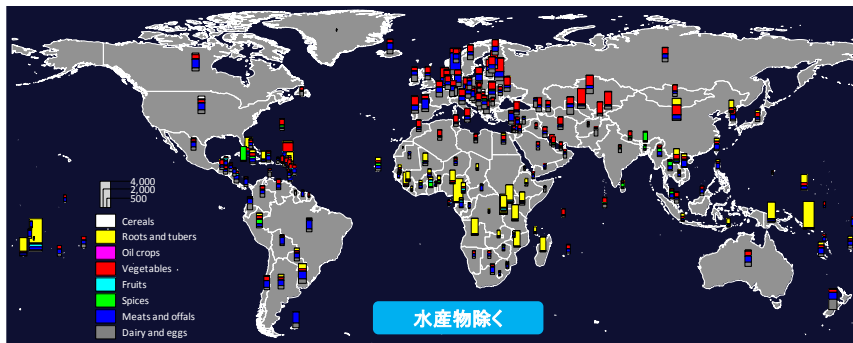 4,000
2,000
500
Cereals
Roots and tubers
Oil crops
Vegetables
Fruits
Spices
Meats and offals
Dairy and eggs
水産物除く